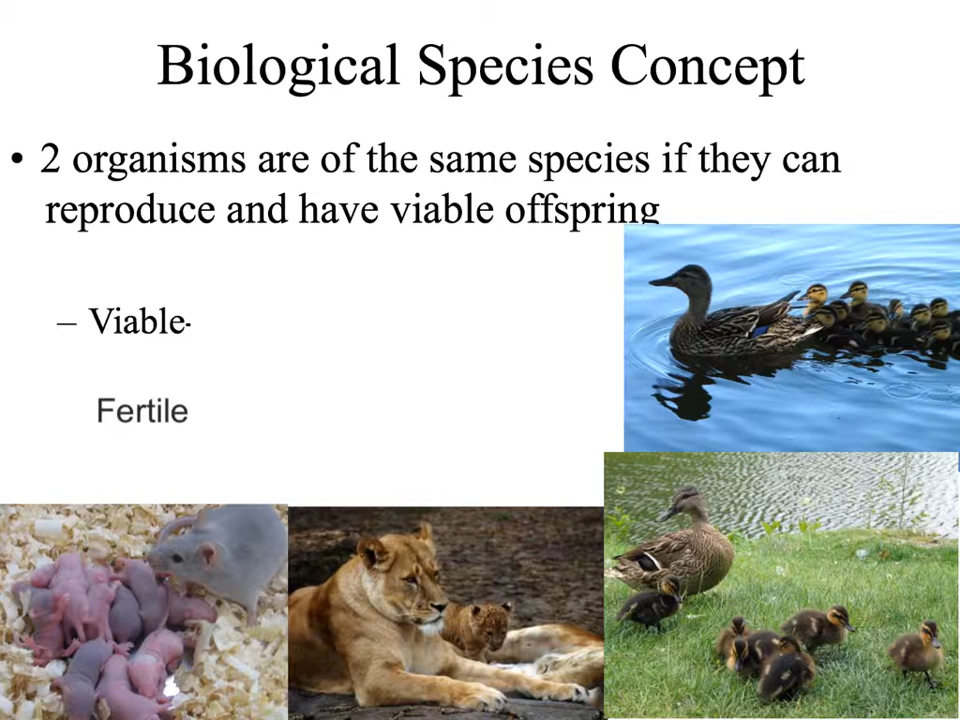 Biological Species Concept
• 2 organisms are of the same species if they can
reproduce and have viable offspring
– Viable-
Fertile